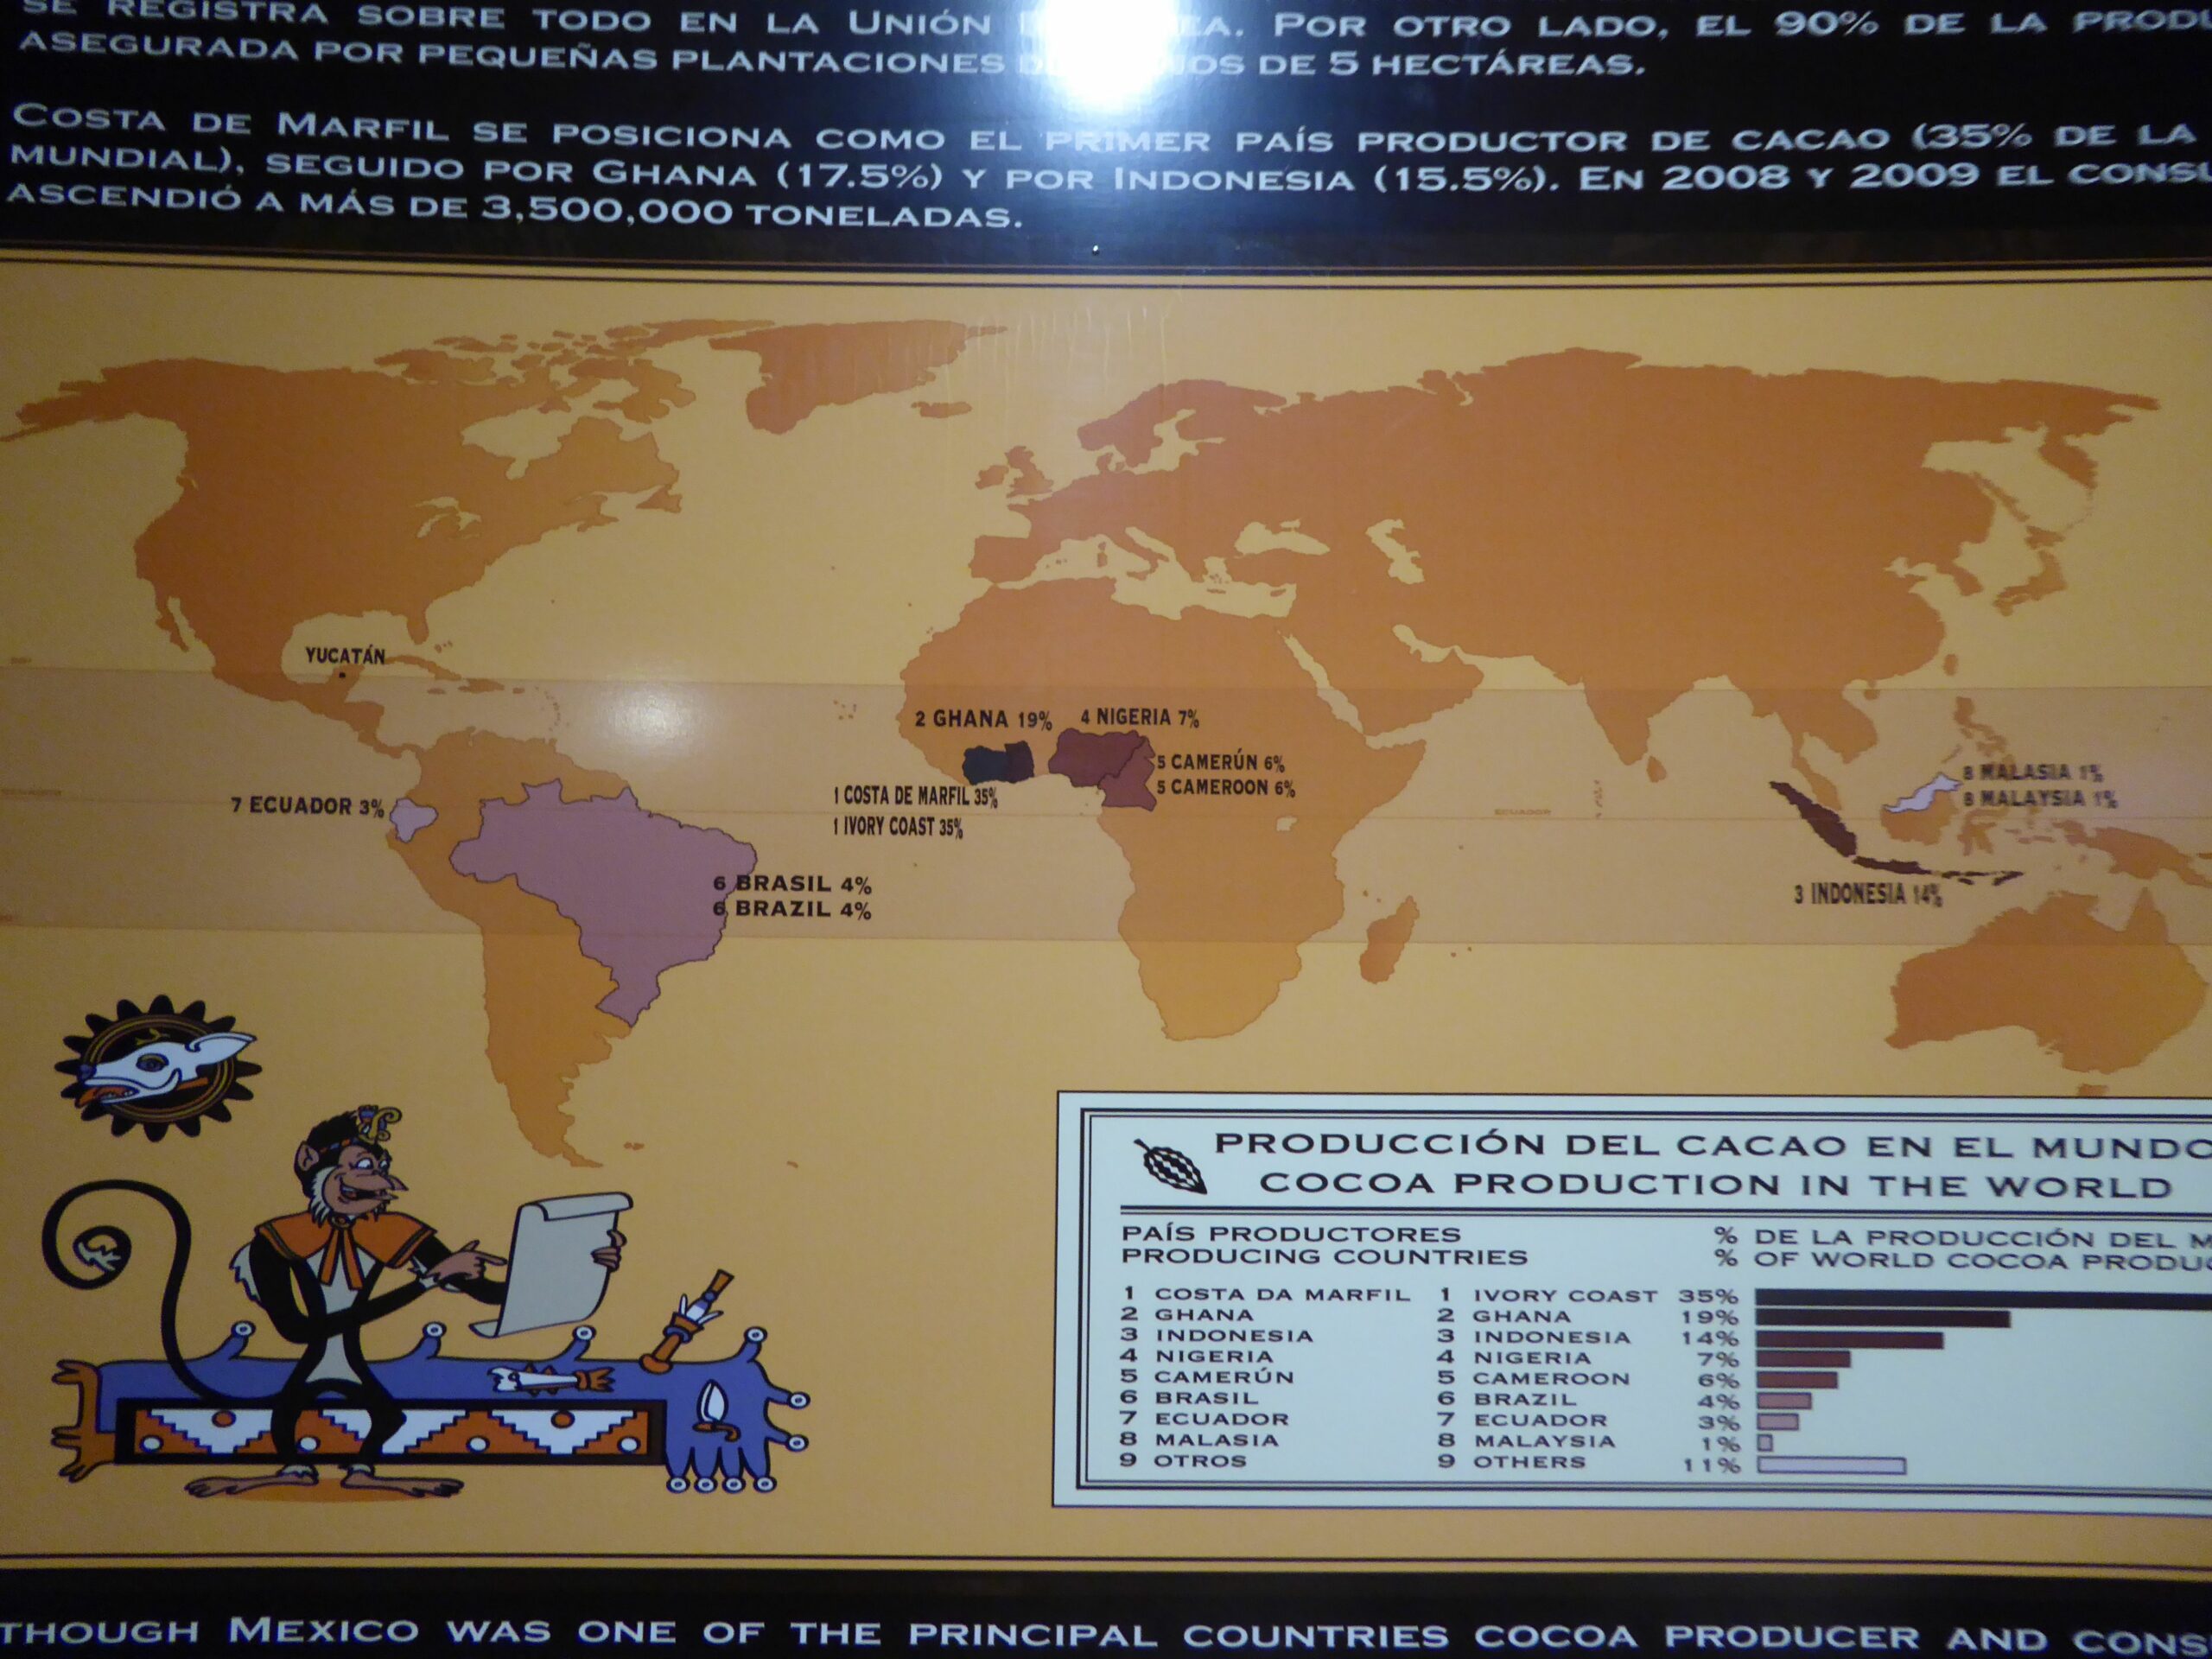 SE REGISTRA SOBRE TODO EN LA UNIÓN POR OTRO LADO, EL 90% DE LA
ASEGURADA POR PEQUEÑAS PLANTACIONES DE 5 HECTÁREAS.
COSTA DE MARFIL SE POSICIONA COMO EL PRIMER PAÍS PRODUCTOR DE CACAO (35% DE LA
MUNDIAL), SEGUIDO POR GHANA (17.5%) Y POR INDONESIA (15.5%). EN 2008 Y 2009 EL
ASCENDIÓ A MÁS DE 3,500,000 TONELADAS.
YUCATÁN
2 GHANA 19%
4 NIGERIA 7%
5 CAMERÚN 6%
5 CAMEROON 6%
8 MALASIA 1%
8 MALAYSIA 1%
7 ECUADOR 3%
1 COSTA DE MARFIL 35%
1 IVORY COAST 35%
ECUADOR
6 BRASIL 4%
6 BRAZIL 4%
3 INDONESIA 14%
PRODUCCIÓN DEL CACAO EN EL MUNDO
COCOA PRODUCTION IN THE WORLD
PAÍS PRODUCTORES % DE LA PRODUCCIÓN DEL M
PRODUCING COUNTRIES % OF WORLD COCOA PRODUC
1 COSTA DA MARFIL 1 IVORY COAST 35%
2 GHANA 2 GHANA 19%
3 INDONESIA 3 INDONESIA 14%
4 NIGERIA 4 NIGERIA 7%
5 CAMERÚN 5 CAMEROON 6%
6 BRASIL 6 BRAZIL 4%
7 ECUADOR 7 ECUADOR 3%
8 MALASIA 8 MALAYSIA 1%
9 OTROS 9 OTHERS 11%
THOUGH MEXICO WAS ONE OF THE PRINCIPAL COUNTRIES COCOA PRODUCER AND CONS